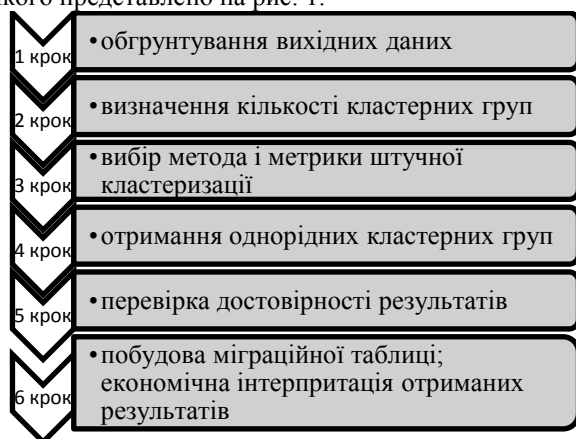 якого представлено на рис. 1.
1 крок
• обгрунтування вихідних даних
2 крок
• визначення кількості кластерних груп
3 крок
• вибір метода і метрики штучної
кластеризації
4 крок
• отримання однорідних кластерних груп
5 крок
• перевірка достовірності результатів
6 крок
• побудова міграційної таблиці;
економічна інтерпритація отриманих
результатів